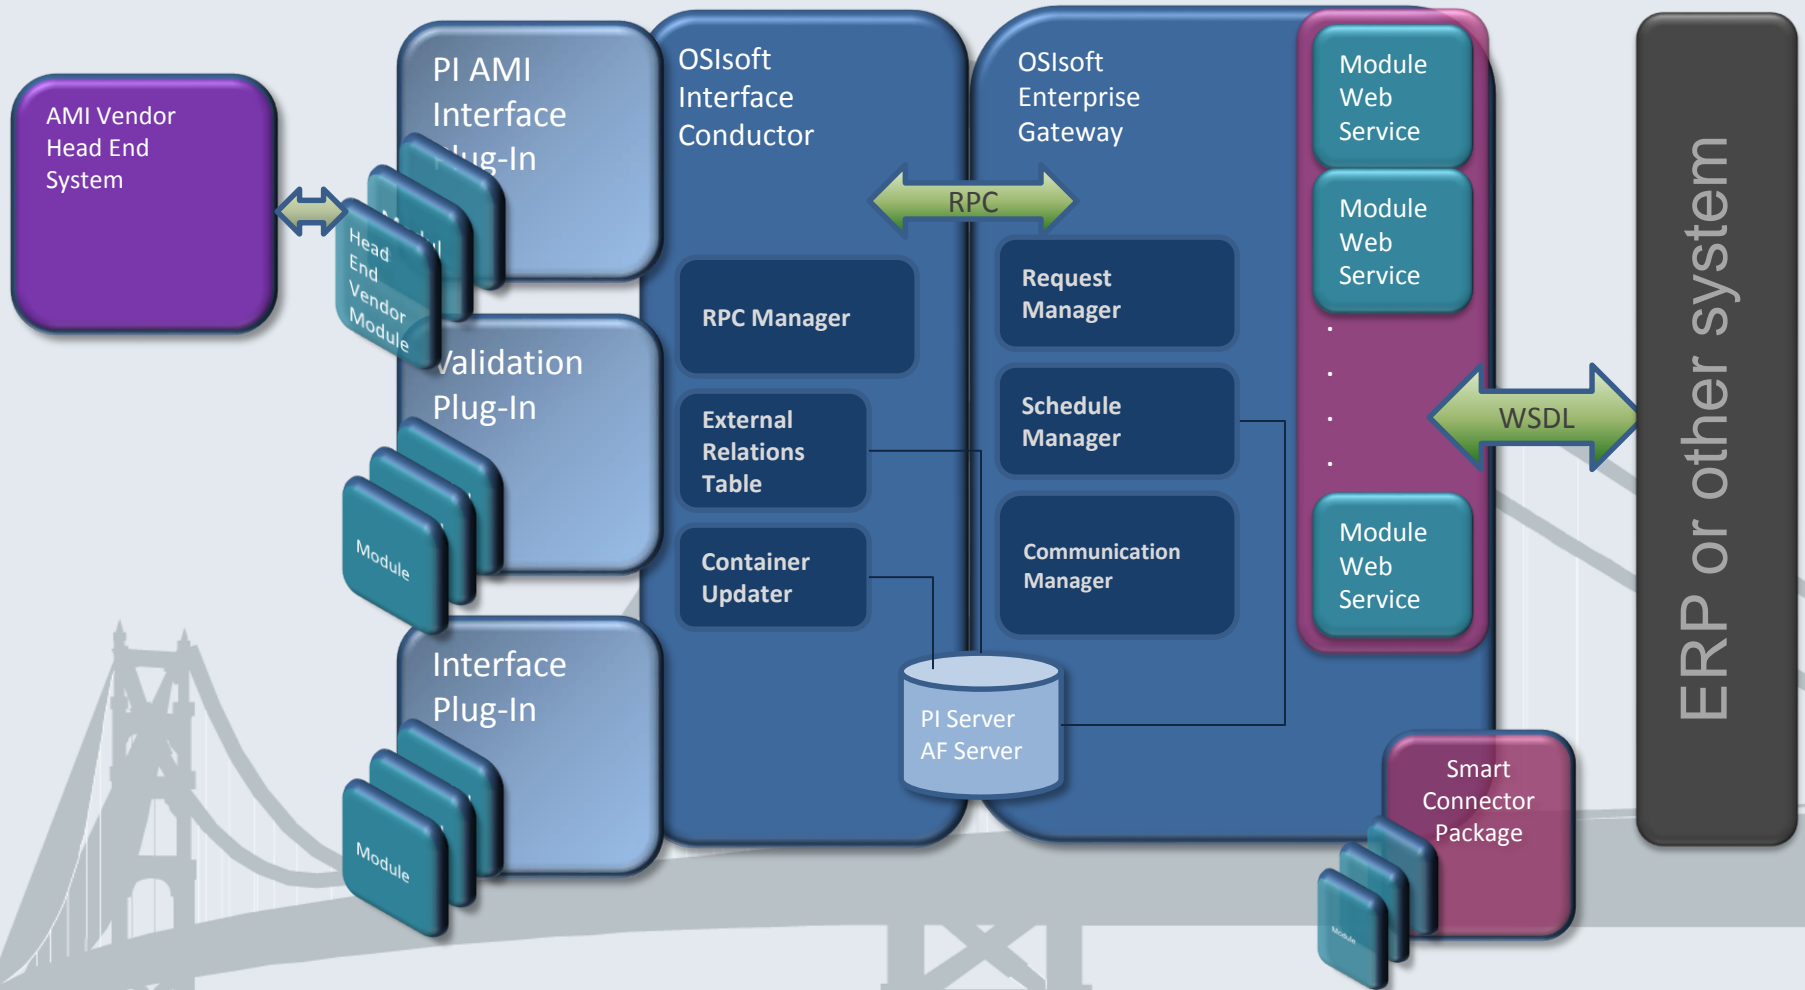 AMI Vendor
Head End
System
PI AMI
Interface
Plug-In
Head
End
Vendor
Module
Validation
Plug-In
Module
Interface
Plug-In
Module
OSIsoft
Interface
Conductor
RPC Manager
External
Relations
Table
Container
Updater
RPC
OSIsoft
Enterprise
Gateway
Request
Manager
Schedule
Manager
Communication
Manager
PI Server
AF Server
Module
Web
Service
Module
Web
Service
.
.
.
.
Module
Web
Service
WSDL
ERP or other system
Smart
Connector
Package
Module